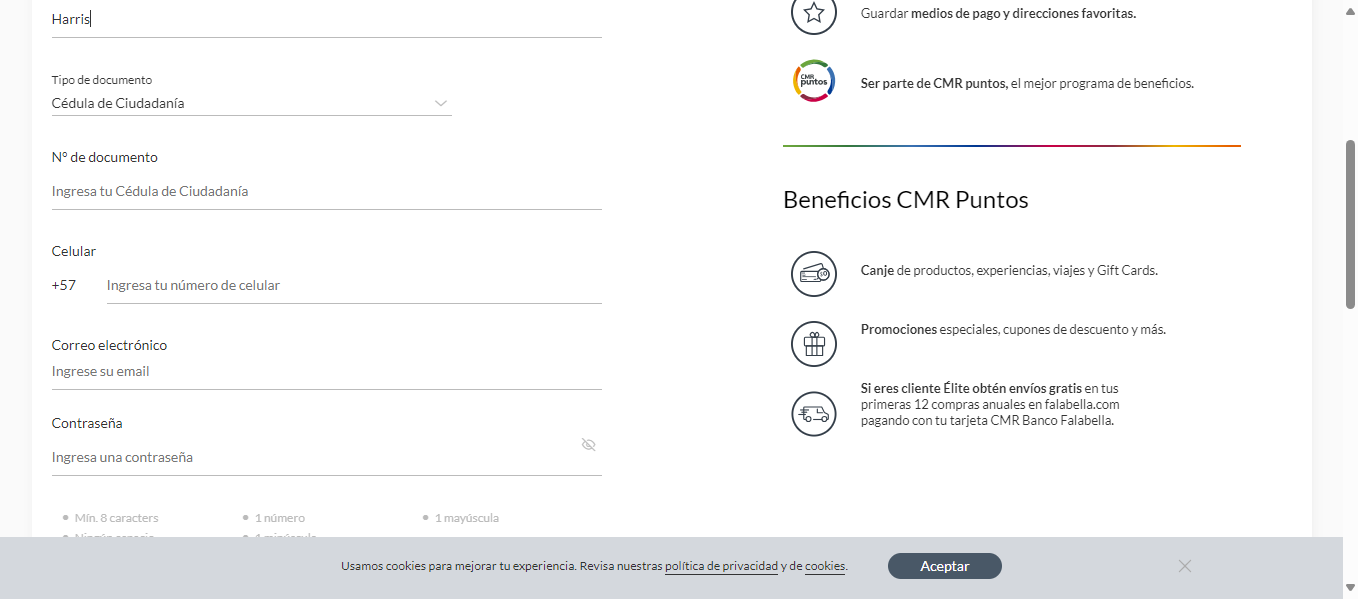 Harris
Tipo de documento
Cédula de Ciudadanía
N° de documento
Ingresa tu Cédula de Ciudadanía
Celular
+57 Ingresa tu número de celular
Correo electrónico
Ingrese su email
Contraseña
Ingresa una contraseña
Mín. 8 caracters
1 número
1 mayúscula
Ningún espacio
1 minúscula
Guardar medios de pago y direcciones favoritas.
CMR puntos
Ser parte de CMR puntos, el mejor programa de beneficios.
Beneficios CMR Puntos
Canje de productos, experiencias, viajes y Gift Cards.
Promociones especiales, cupones de descuento y más.
Si eres cliente Élite obtén envíos gratis en tus
primeras 12 compras anuales en falabella.com
pagando con tu tarjeta CMR Banco Falabella.
Usamos cookies para mejorar tu experiencia. Revisa nuestras política de privacidad y de cookies.
Aceptar